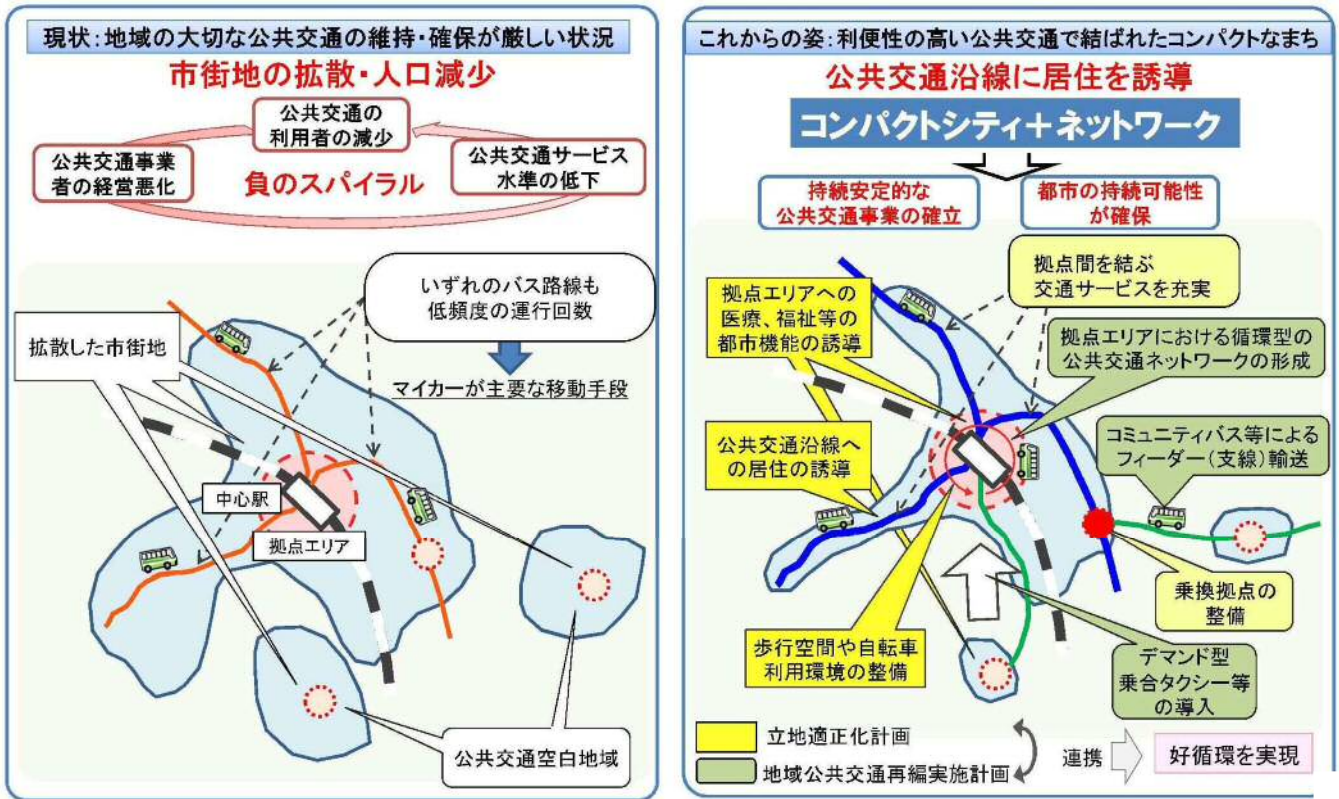 現状:地域の大切な公共交通の維持・確保が厳しい状況
市街地の拡散・人口減少
公共交通の
利用者の減少
公共交通事業
者の経営悪化
負のスパイラル
公共交通サービス
水準の低下
いずれのバス路線も
低頻度の運行回数
マイカーが主要な移動手段
拡散した市街地
中心駅
拠点エリア
公共交通空白地域
これからの姿:利便性の高い公共交通で結ばれたコンパクトなまち
公共交通沿線に居住を誘導
コンパクトシティ+ネットワーク
持続安定的な
公共交通事業の確立
都市の持続可能性
が確保
拠点エリアへの
医療、福祉等の
都市機能の誘導
拠点間を結ぶ
交通サービスを充実
拠点エリアにおける循環型の
公共交通ネットワークの形成
公共交通沿線へ
の居住の誘導
コミュニティバス等による
フィーダー(支線)輸送
歩行空間や自転車
利用環境の整備
乗換拠点の
整備
デマンド型
乗合タクシー等
の導入
立地適正化計画
地域公共交通再編実施計画
連携
好循環を実現